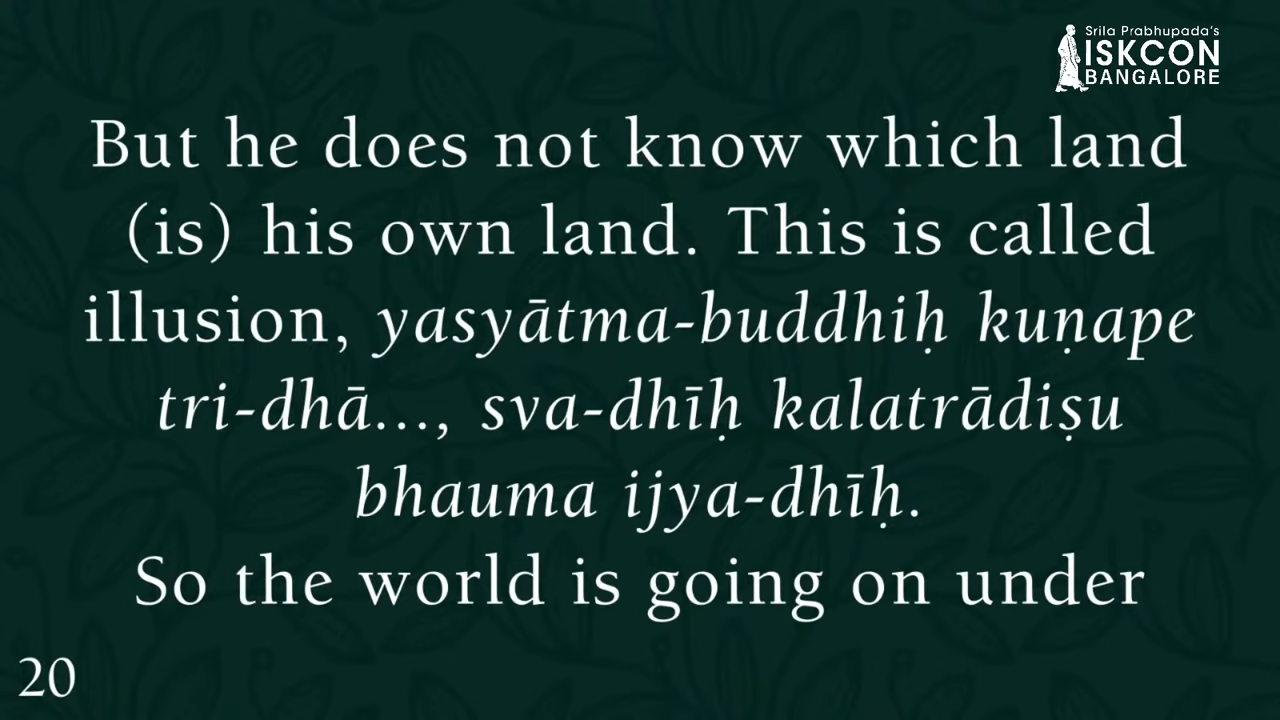 Srila Prabhupada's
ISKCON
BANGALORE
But he does not know which land
(is) his own land. This is called
illusion, yasyātma-buddhiḥ kuṇape
tri-dhā..., sva-dhīḥ kalatrādiṣu
bhauma ijya-dhīḥ.
So the world is going on under
20